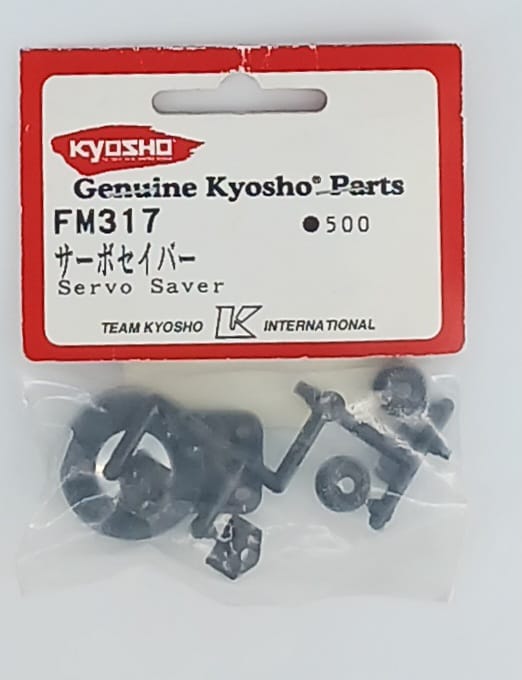 KYOSHO
Genuine Kyosho® Parts
FM317 ●500
サーボセイバー
Servo Saver
TEAM KYOSHO K INTERNATIONAL